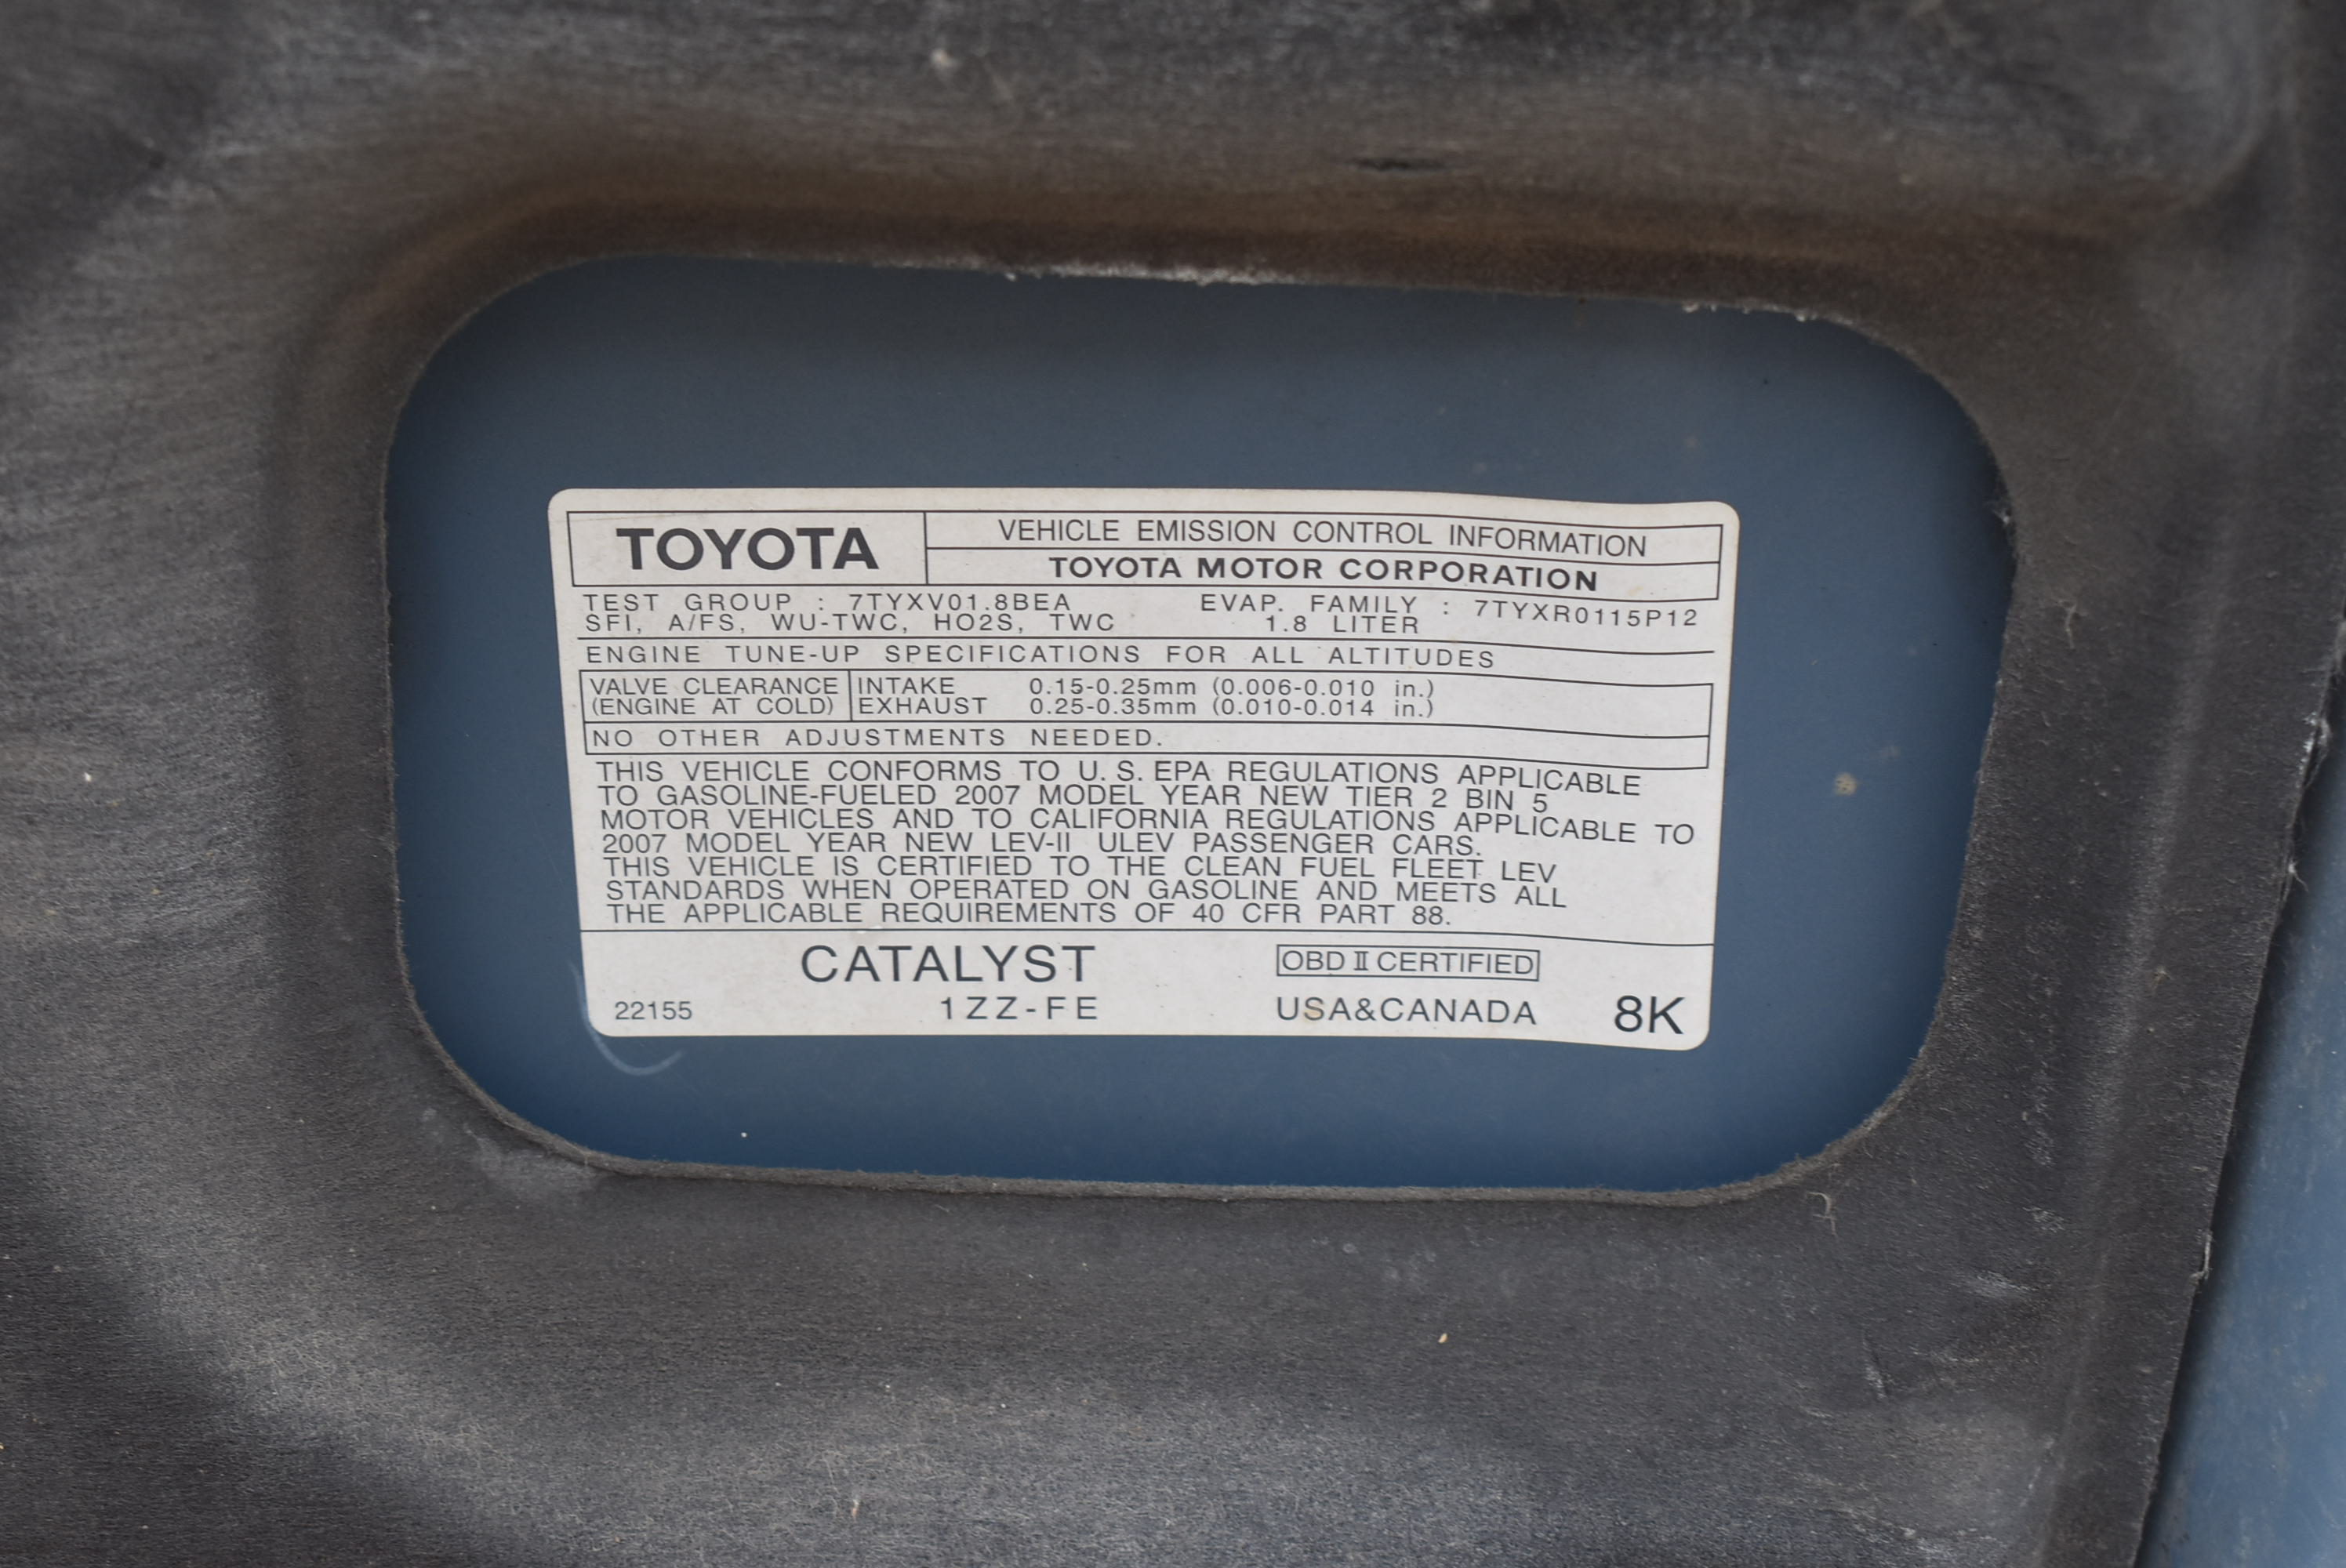 TOYOTA
VEHICLE EMISSION CONTROL INFORMATION
TOYOTA MOTOR CORPORATION
TEST GROUP : 7TYXV01.8BEA EVAP. FAMILY : 7TYXR0115P12
SFI, A/FS, WU-TWC, HO2S, TWC 1.8 LITER
ENGINE TUNE-UP SPECIFICATIONS FOR ALL ALTITUDES
VALVE CLEARANCE INTAKE 0.15-0.25mm (0.006-0.010 in.)
(ENGINE AT COLD) EXHAUST 0.25-0.35mm (0.010-0.014 in.)
NO OTHER ADJUSTMENTS NEEDED.
THIS VEHICLE CONFORMS TO U.S. EPA REGULATIONS APPLICABLE
TO GASOLINE-FUELED 2007 MODEL YEAR NEW TIER 2 BIN 5
MOTOR VEHICLES AND TO CALIFORNIA REGULATIONS APPLICABLE TO
2007 MODEL YEAR NEW LEV-II ULEV PASSENGER CARS.
THIS VEHICLE IS CERTIFIED TO THE CLEAN FUEL FLEET LEV
STANDARDS WHEN OPERATED ON GASOLINE AND MEETS ALL
THE APPLICABLE REQUIREMENTS OF 40 CFR PART 88.
CATALYST OBD II CERTIFIED
22155 1ZZ-FE USA&CANADA 8K